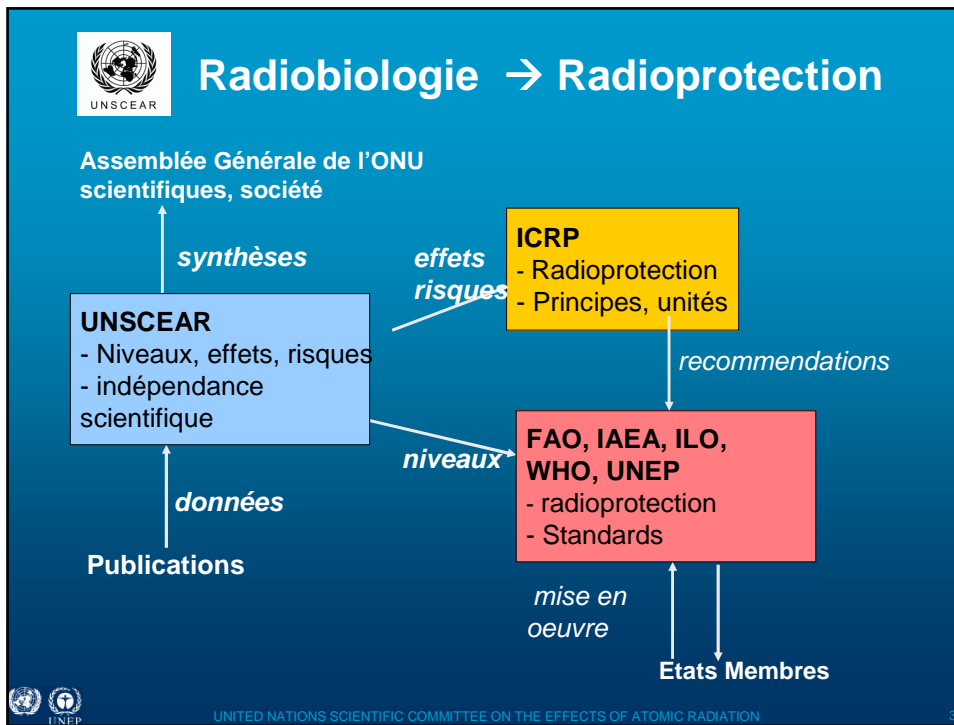 UNSCEAR
Radiobiologie → Radioprotection
Assemblée Générale de l'ONU
scientifiques, société
synthèses
effets
risques
ICRP
- Radioprotection
- Principes, unités
UNSCEAR
- Niveaux, effets, risques
- indépendance
scientifique
recommendations
niveaux
FAO, IAEA, ILO,
WHO, UNEP
- radioprotection
- Standards
données
Publications
mise en
oeuvre
Etats Membres
UNEP
UNITED NATIONS SCIENTIFIC COMMITTEE ON THE EFFECTS OF ATOMIC RADIATION
3